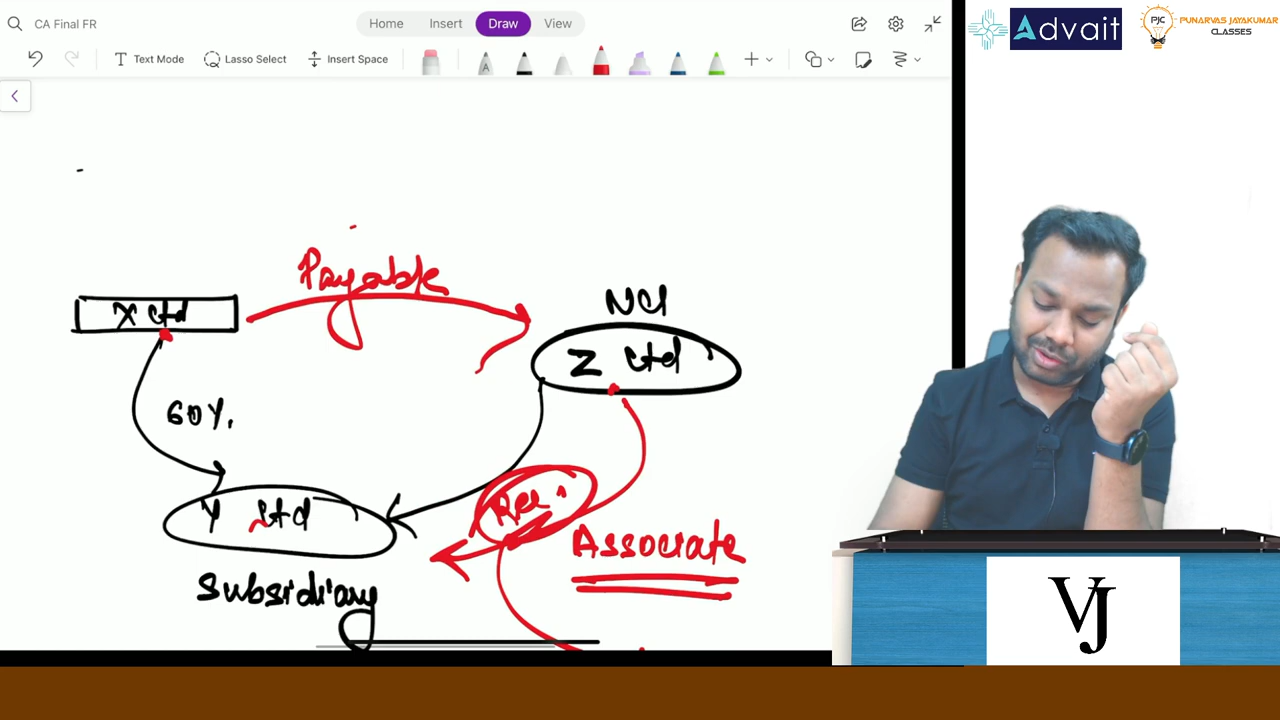 CA Final FR
Home Insert Draw View
Text Mode Lasso Select Insert Space
Advait
PJC PUNARVAS JAYAKUMAR CLASSES
Payable
X Ltd
NCI
Z Ltd
60%.
Y Ltd
Associate
Subsidiary
VJ